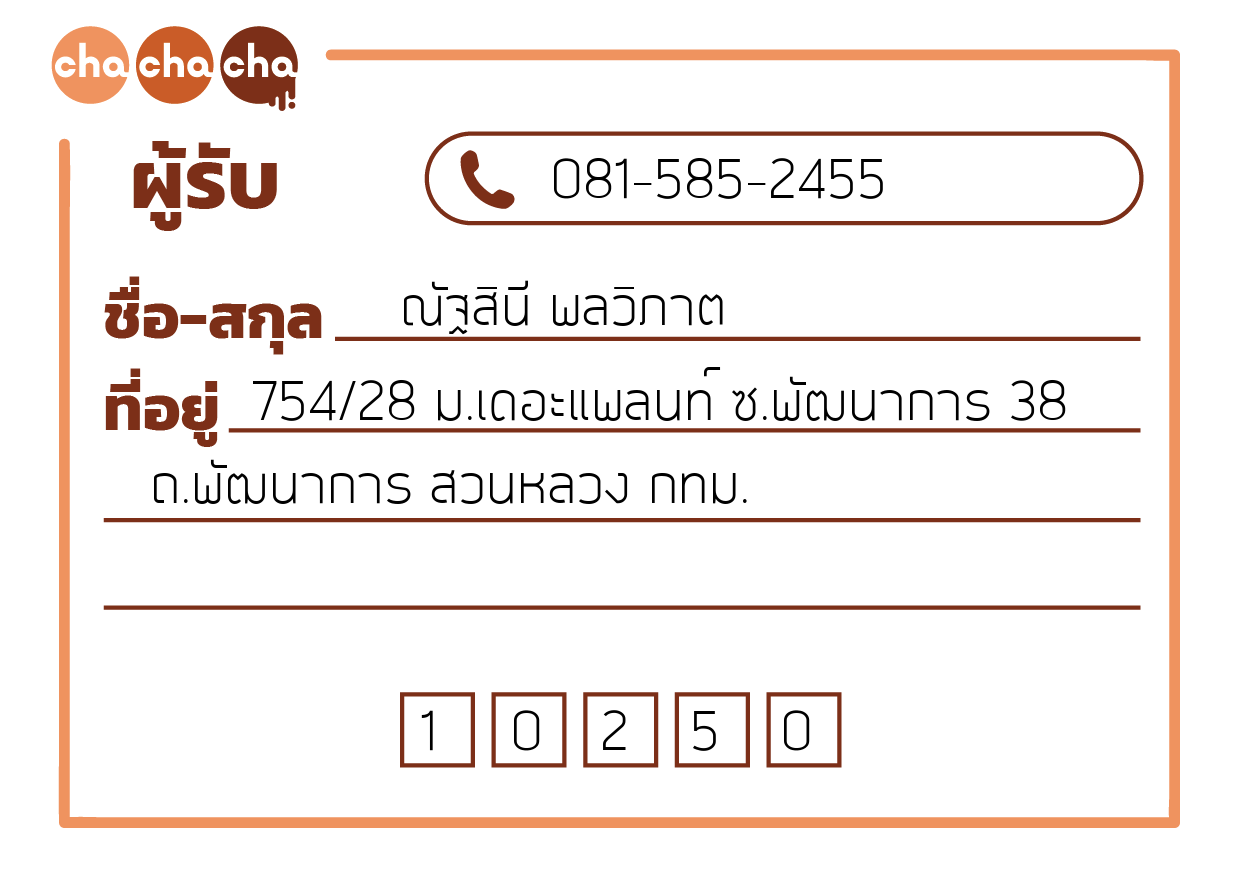 cha cha cha
ผู้รับ 081-585-2455
ชื่อ-สกุล ณัฐสินี พลวิภาต
ที่อยู่ 754/28 ม.เดอะแพลนท์ ซ.พัฒนาการ 38
ถ.พัฒนาการ สวนหลวง กทม.
1 0 2 5 0